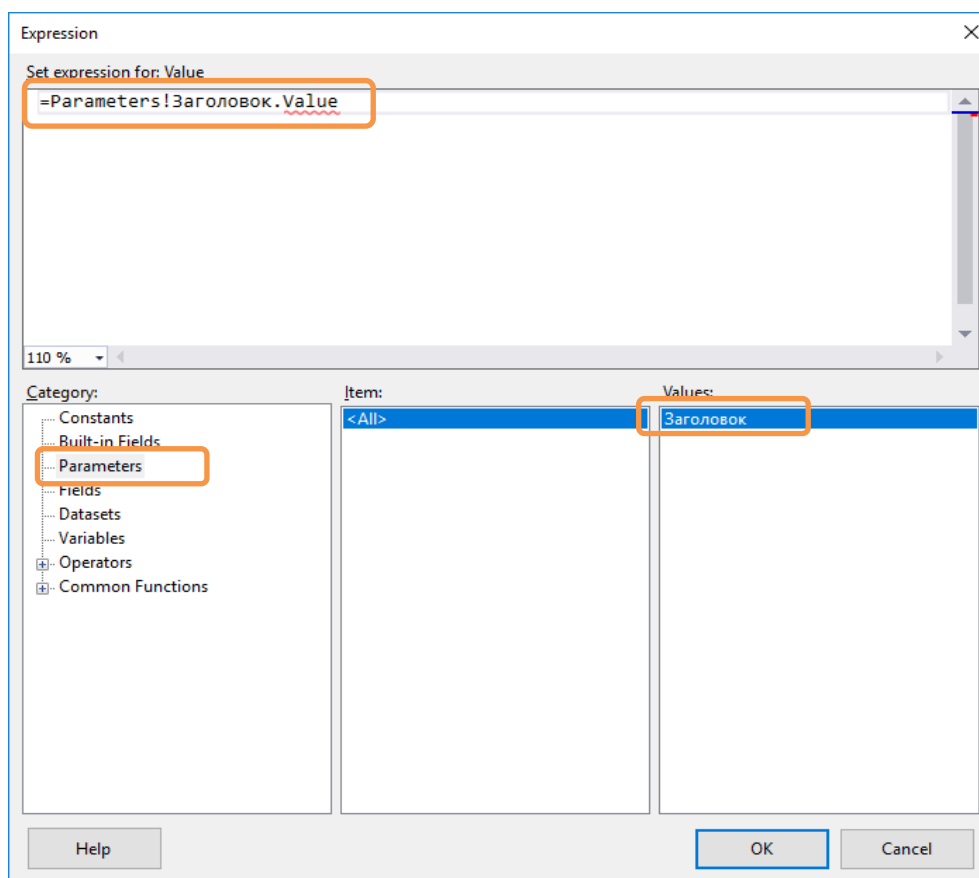 Expression
Set expression for: Value
=Parameters!Заголовок.Value
110 %
Category:
Item:
Values:
Constants
<All>
Заголовок
Built-in Fields
Parameters
Fields
Datasets
Variables
Operators
Common Functions
Help
OK
Cancel